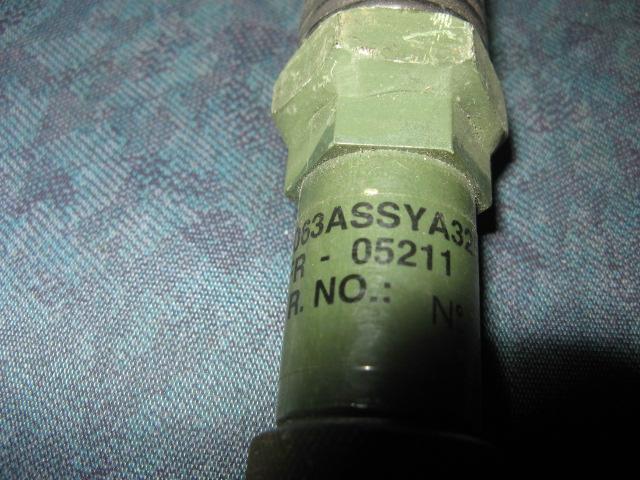 063ASSYA32
R - 05211
R. NO.: N°